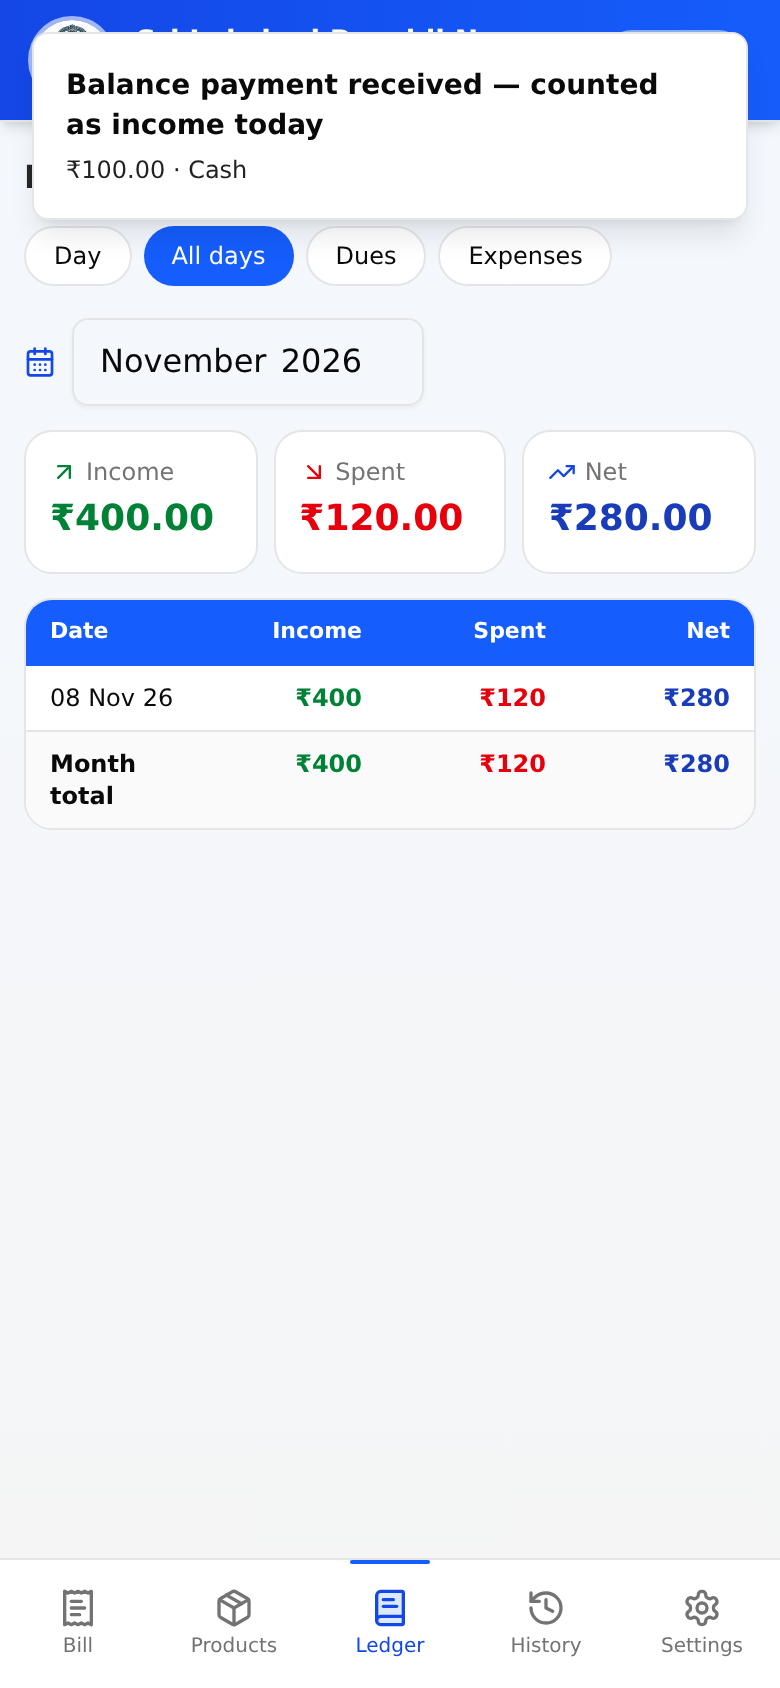 Balance payment received — counted
as income today
₹100.00 · Cash
Day
All days
Dues
Expenses
November 2026
Income
Spent
Net
₹400.00
₹120.00
₹280.00
Date Income Spent Net
08 Nov 26 ₹400 ₹120 ₹280
Month
total ₹400 ₹120 ₹280
Bill
Products
Ledger
History
Settings